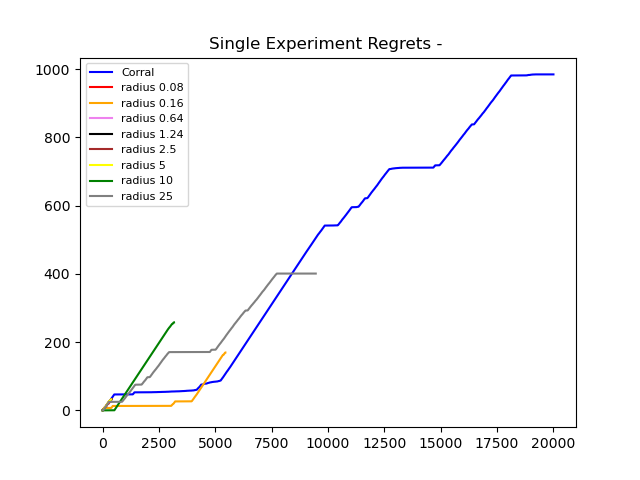 Single Experiment Regrets -
Corral
radius 0.08
radius 0.16
radius 0.64
radius 1.24
radius 2.5
radius 5
radius 10
radius 25
1000
800
600
400
200
0
0 2500 5000 7500 10000 12500 15000 17500 20000